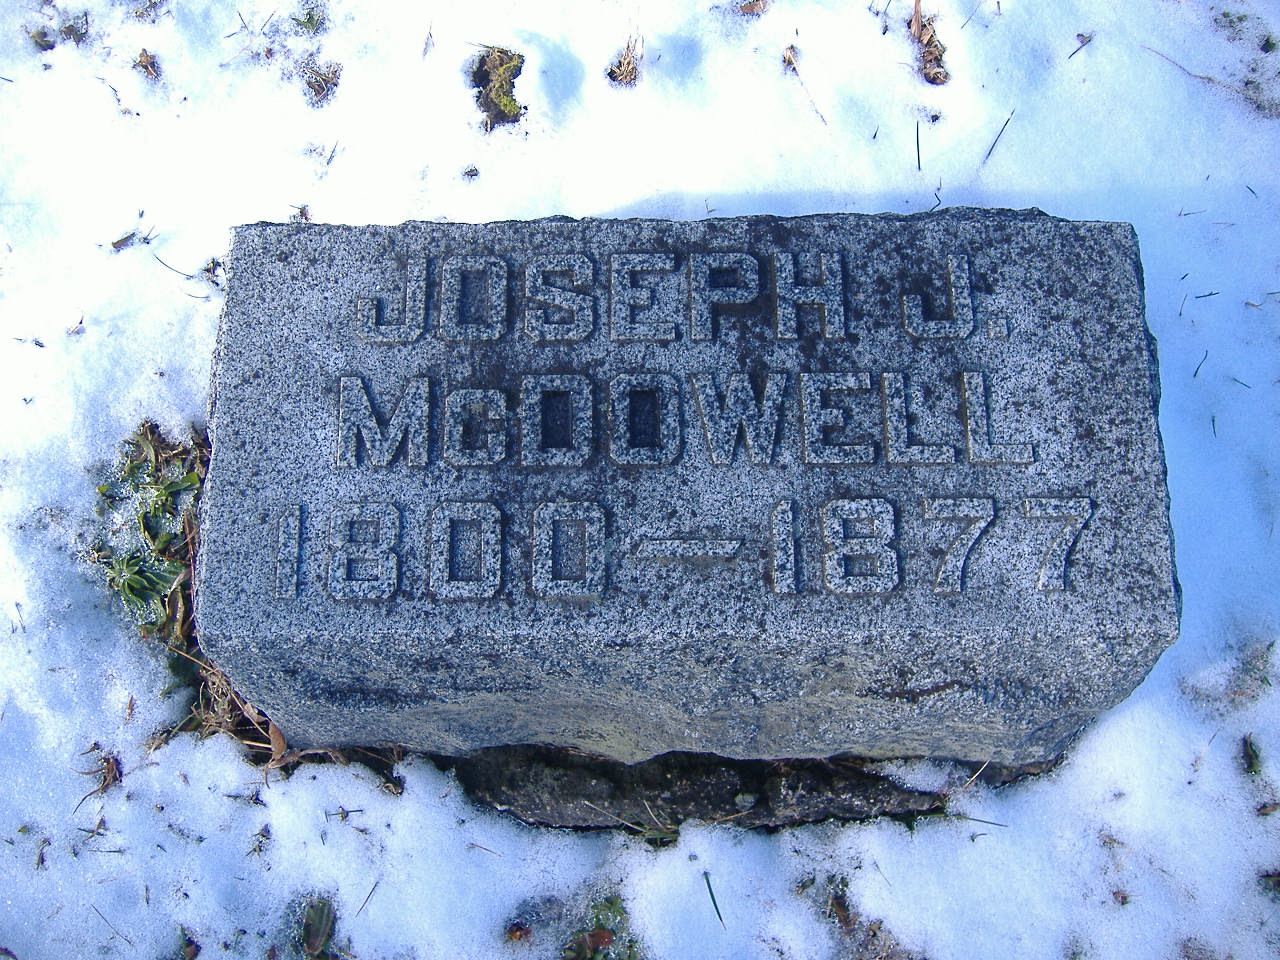 JOSEPH J.
McDOWELL
1800 — 1877